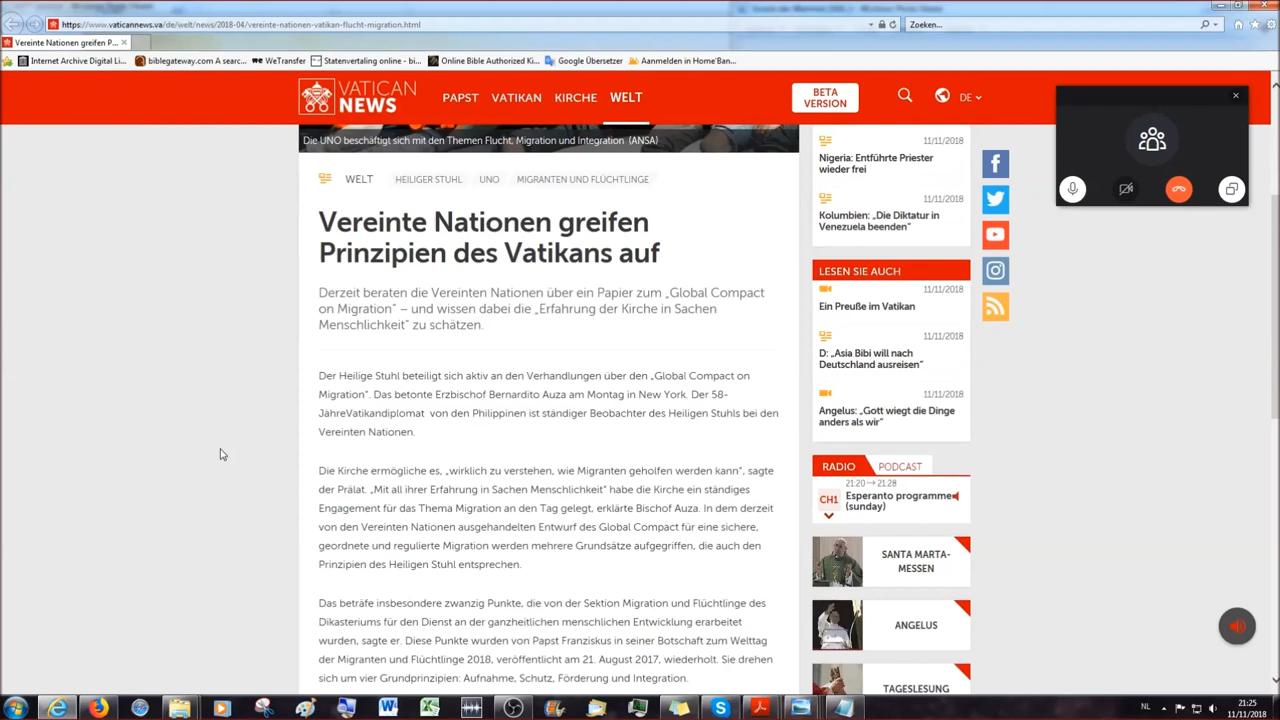 https://www.vaticannews.va/de/welt/news/2018-04/vereinte-nationen-vatikan-flucht-migration.html
Zoeken...
Vereinte Nationen greifen P...
Internet Archive Digital Li...
biblegateway.com A searc...
WeTransfer
Statenvertaling online - bi...
Online Bible Authorized Ki...
Google Übersetzer
Aanmelden in Home'Ban...
VATICAN
NEWS
PAPST
VATIKAN
KIRCHE
WELT
BETA
VERSION
DE
Die UNO beschäftigt sich mit den Themen Flucht, Migration und Integration (ANSA)
WELT
HEILIGER STUHL
UNO
MIGRANTEN UND FLÜCHTLINGE
Vereinte Nationen greifen
Prinzipien des Vatikans auf
Derzeit beraten die Vereinten Nationen über ein Papier zum „Global Compact
on Migration“ – und wissen dabei die „Erfahrung der Kirche in Sachen
Menschlichkeit“ zu schätzen.
Der Heilige Stuhl beteiligt sich aktiv an den Verhandlungen über den „Global Compact on
Migration“. Das betonte Erzbischof Bernardito Auza am Montag in New York. Der 58-
JähreVatikandiplomat von den Philippinen ist ständiger Beobachter des Heiligen Stuhls bei den
Vereinten Nationen.
Die Kirche ermögliche es, „wirklich zu verstehen, wie Migranten geholfen werden kann“, sagte
der Prälat. „Mit all ihrer Erfahrung in Sachen Menschlichkeit“ habe die Kirche ein ständiges
Engagement für das Thema Migration an den Tag gelegt, erklärte Bischof Auza. In dem derzeit
von den Vereinten Nationen ausgehandelten Entwurf des Global Compact für eine sichere,
geordnete und regulierte Migration werden mehrere Grundsätze aufgegriffen, die auch den
Prinzipien des Heiligen Stuhl entsprechen.
Das beträfe insbesondere zwanzig Punkte, die von der Sektion Migration und Flüchtlinge des
Dikasteriums für den Dienst an der ganzheitlichen menschlichen Entwicklung erarbeitet
wurden, sagte er. Diese Punkte wurden von Papst Franziskus in seiner Botschaft zum Welttag
der Migranten und Flüchtlinge 2018, veröffentlicht am 21. August 2017, wiederholt. Sie drehen
sich um vier Grundprinzipien: Aufnahme, Schutz, Förderung und Integration.
11/11/2018
Nigeria: Entführte Priester
wieder frei
11/11/2018
Kolumbien: „Die Diktatur in
Venezuela beenden“
LESEN SIE AUCH
11/11/2018
Ein Preuße im Vatikan
11/11/2018
D: „Asia Bibi will nach
Deutschland ausreisen“
11/11/2018
Angelus: „Gott wiegt die Dinge
anders als wir“
RADIO
PODCAST
21:20 → 21:28
CH1
Esperanto programme
(sunday)
SANTA MARTA-
MESSEN
ANGELUS
TAGESLESUNG
NL
21:25
11/11/2018